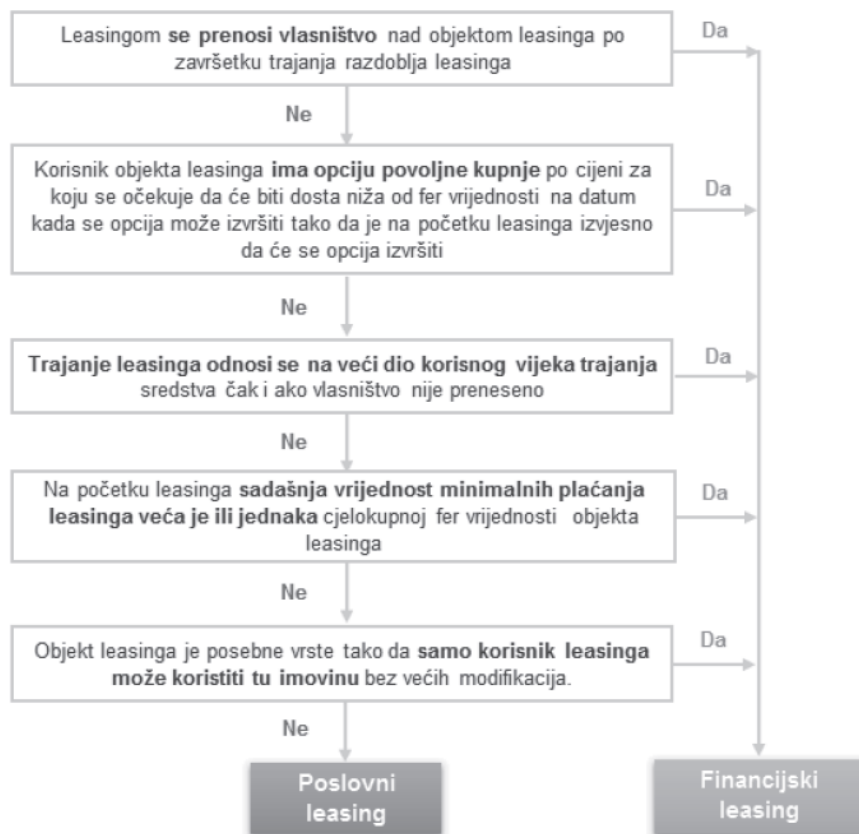 Leasingom se prenosi vlasništvo nad objektom leasinga po
završetku trajanja razdoblja leasinga
Da
Ne
Korisnik objekta leasinga ima opciju povoljne kupnje po cijeni za
koju se očekuje da će biti dosta niža od fer vrijednosti na datum
kada se opcija može izvršiti tako da je na početku leasinga izvjesno
da će se opcija izvršiti
Da
Ne
Trajanje leasinga odnosi se na veći dio korisnog vijeka trajanja
sredstva čak i ako vlasništvo nije preneseno
Da
Ne
Na početku leasinga sadašnja vrijednost minimalnih plaćanja
leasinga veća je ili jednaka cjelokupnoj fer vrijednosti objekta
leasinga
Da
Ne
Objekt leasinga je posebne vrste tako da samo korisnik leasinga
može koristiti tu imovinu bez većih modifikacija.
Da
Ne
Poslovni
leasing
Financijski
leasing